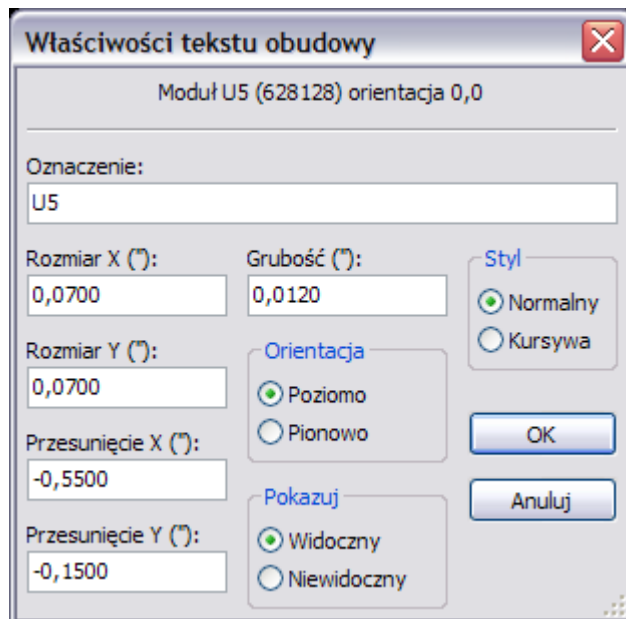 Właściwości tekstu obudowy
Moduł U5 (628128) orientacja 0,0
Oznaczenie:
U5
Rozmiar X ("):
0,0700
Grubość ("):
0,0120
Styl
Normalny
Kursywa
Rozmiar Y ("):
0,0700
Orientacja
Poziomo
Pionowo
Przesunięcie X ("):
-0,5500
OK
Anuluj
Pokazuj
Widoczny
Niewidoczny
Przesunięcie Y ("):
-0,1500